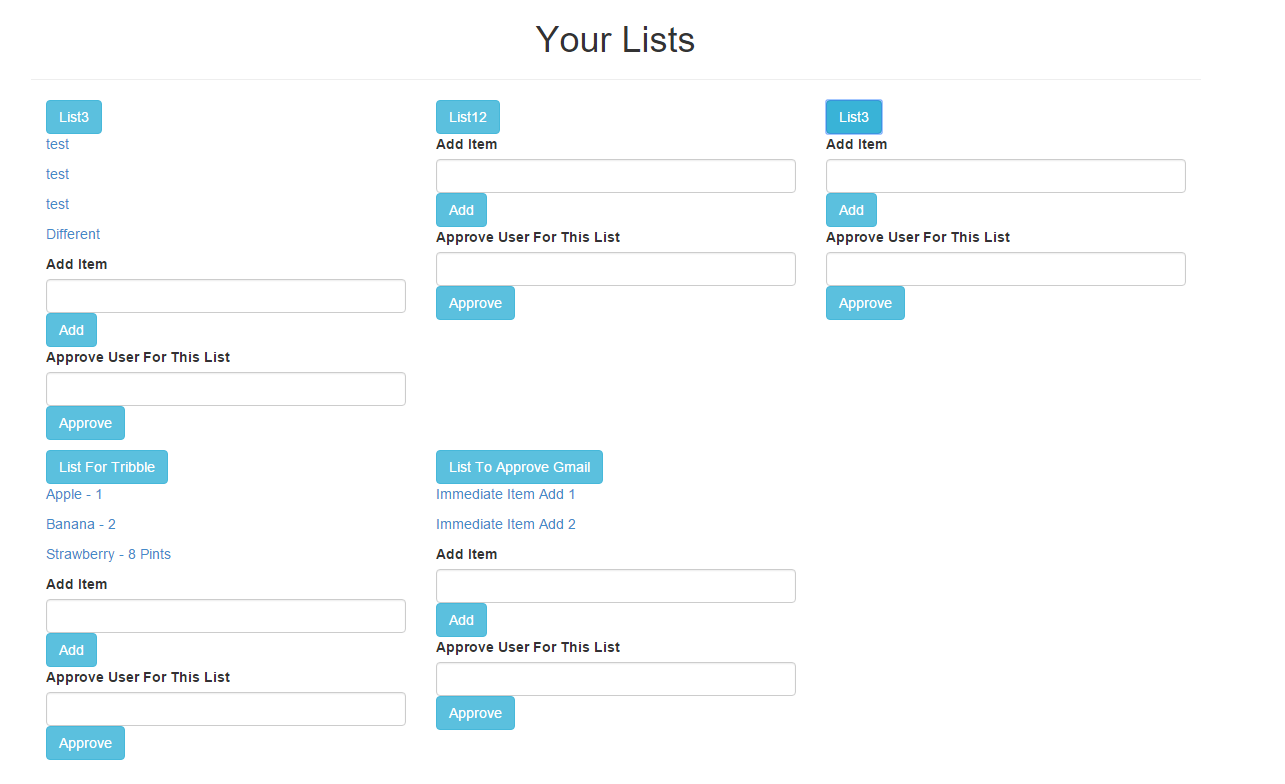 Your Lists
List3
test
test
test
Different
Add Item
Add
Approve User For This List
Approve
List12
Add Item
Add
Approve User For This List
Approve
List3
Add Item
Add
Approve User For This List
Approve
List For Tribble
Apple - 1
Banana - 2
Strawberry - 8 Pints
Add Item
Add
Approve User For This List
Approve
List To Approve Gmail
Immediate Item Add 1
Immediate Item Add 2
Add Item
Add
Approve User For This List
Approve